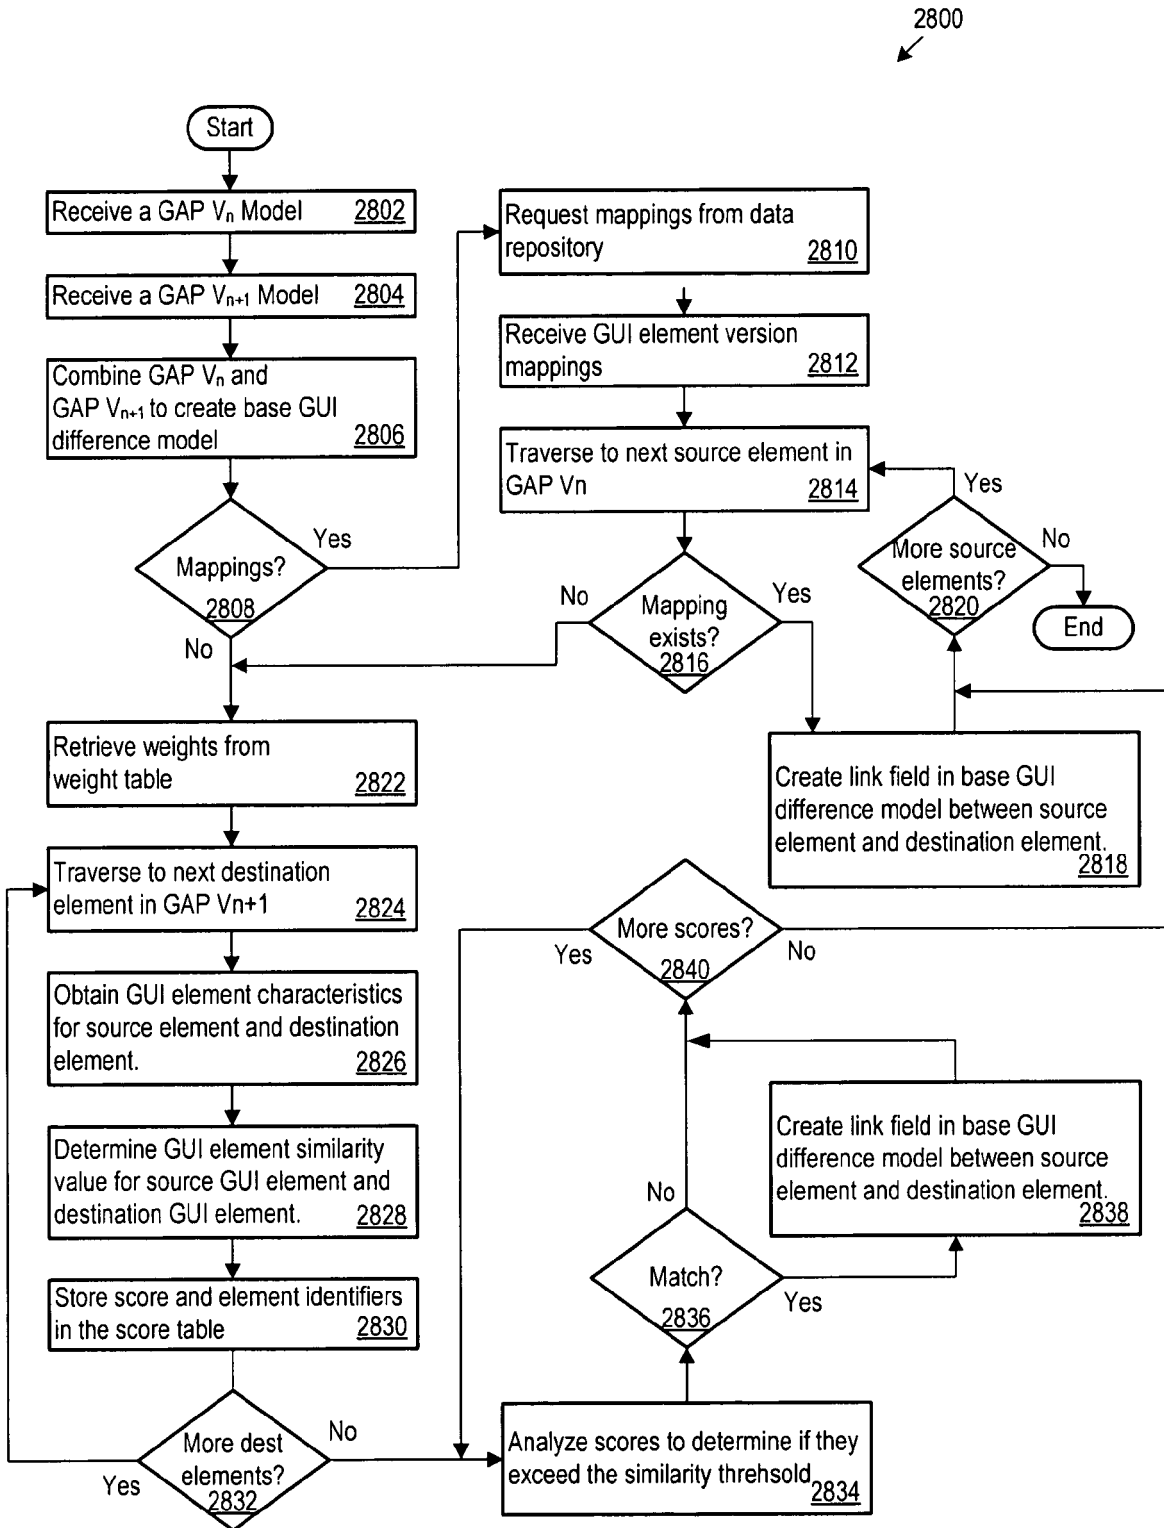 2800
Start
Receive a GAP Vn Model 2802
Receive a GAP Vn+1 Model 2804
Combine GAP Vn and
GAP Vn+1 to create base GUI
difference model 2806
Mappings?
2808
Yes
No
Request mappings from data
repository 2810
Receive GUI element version
mappings 2812
Traverse to next source element in
GAP Vn 2814
Mapping
exists?
2816
No
Yes
More source
elements?
2820
Yes
No
End
Create link field in base GUI
difference model between source
element and destination element.
2818
Retrieve weights from
weight table 2822
Traverse to next destination
element in GAP Vn+1 2824
Obtain GUI element characteristics
for source element and destination
element. 2826
Determine GUI element similarity
value for source GUI element and
destination GUI element. 2828
Store score and element identifiers
in the score table 2830
More dest
elements?
2832
Yes
No
Analyze scores to determine if they
exceed the similarity threhsold 2834
Match?
2836
No
Yes
Create link field in base GUI
difference model between source
element and destination element.
2838
More scores?
2840
Yes
No